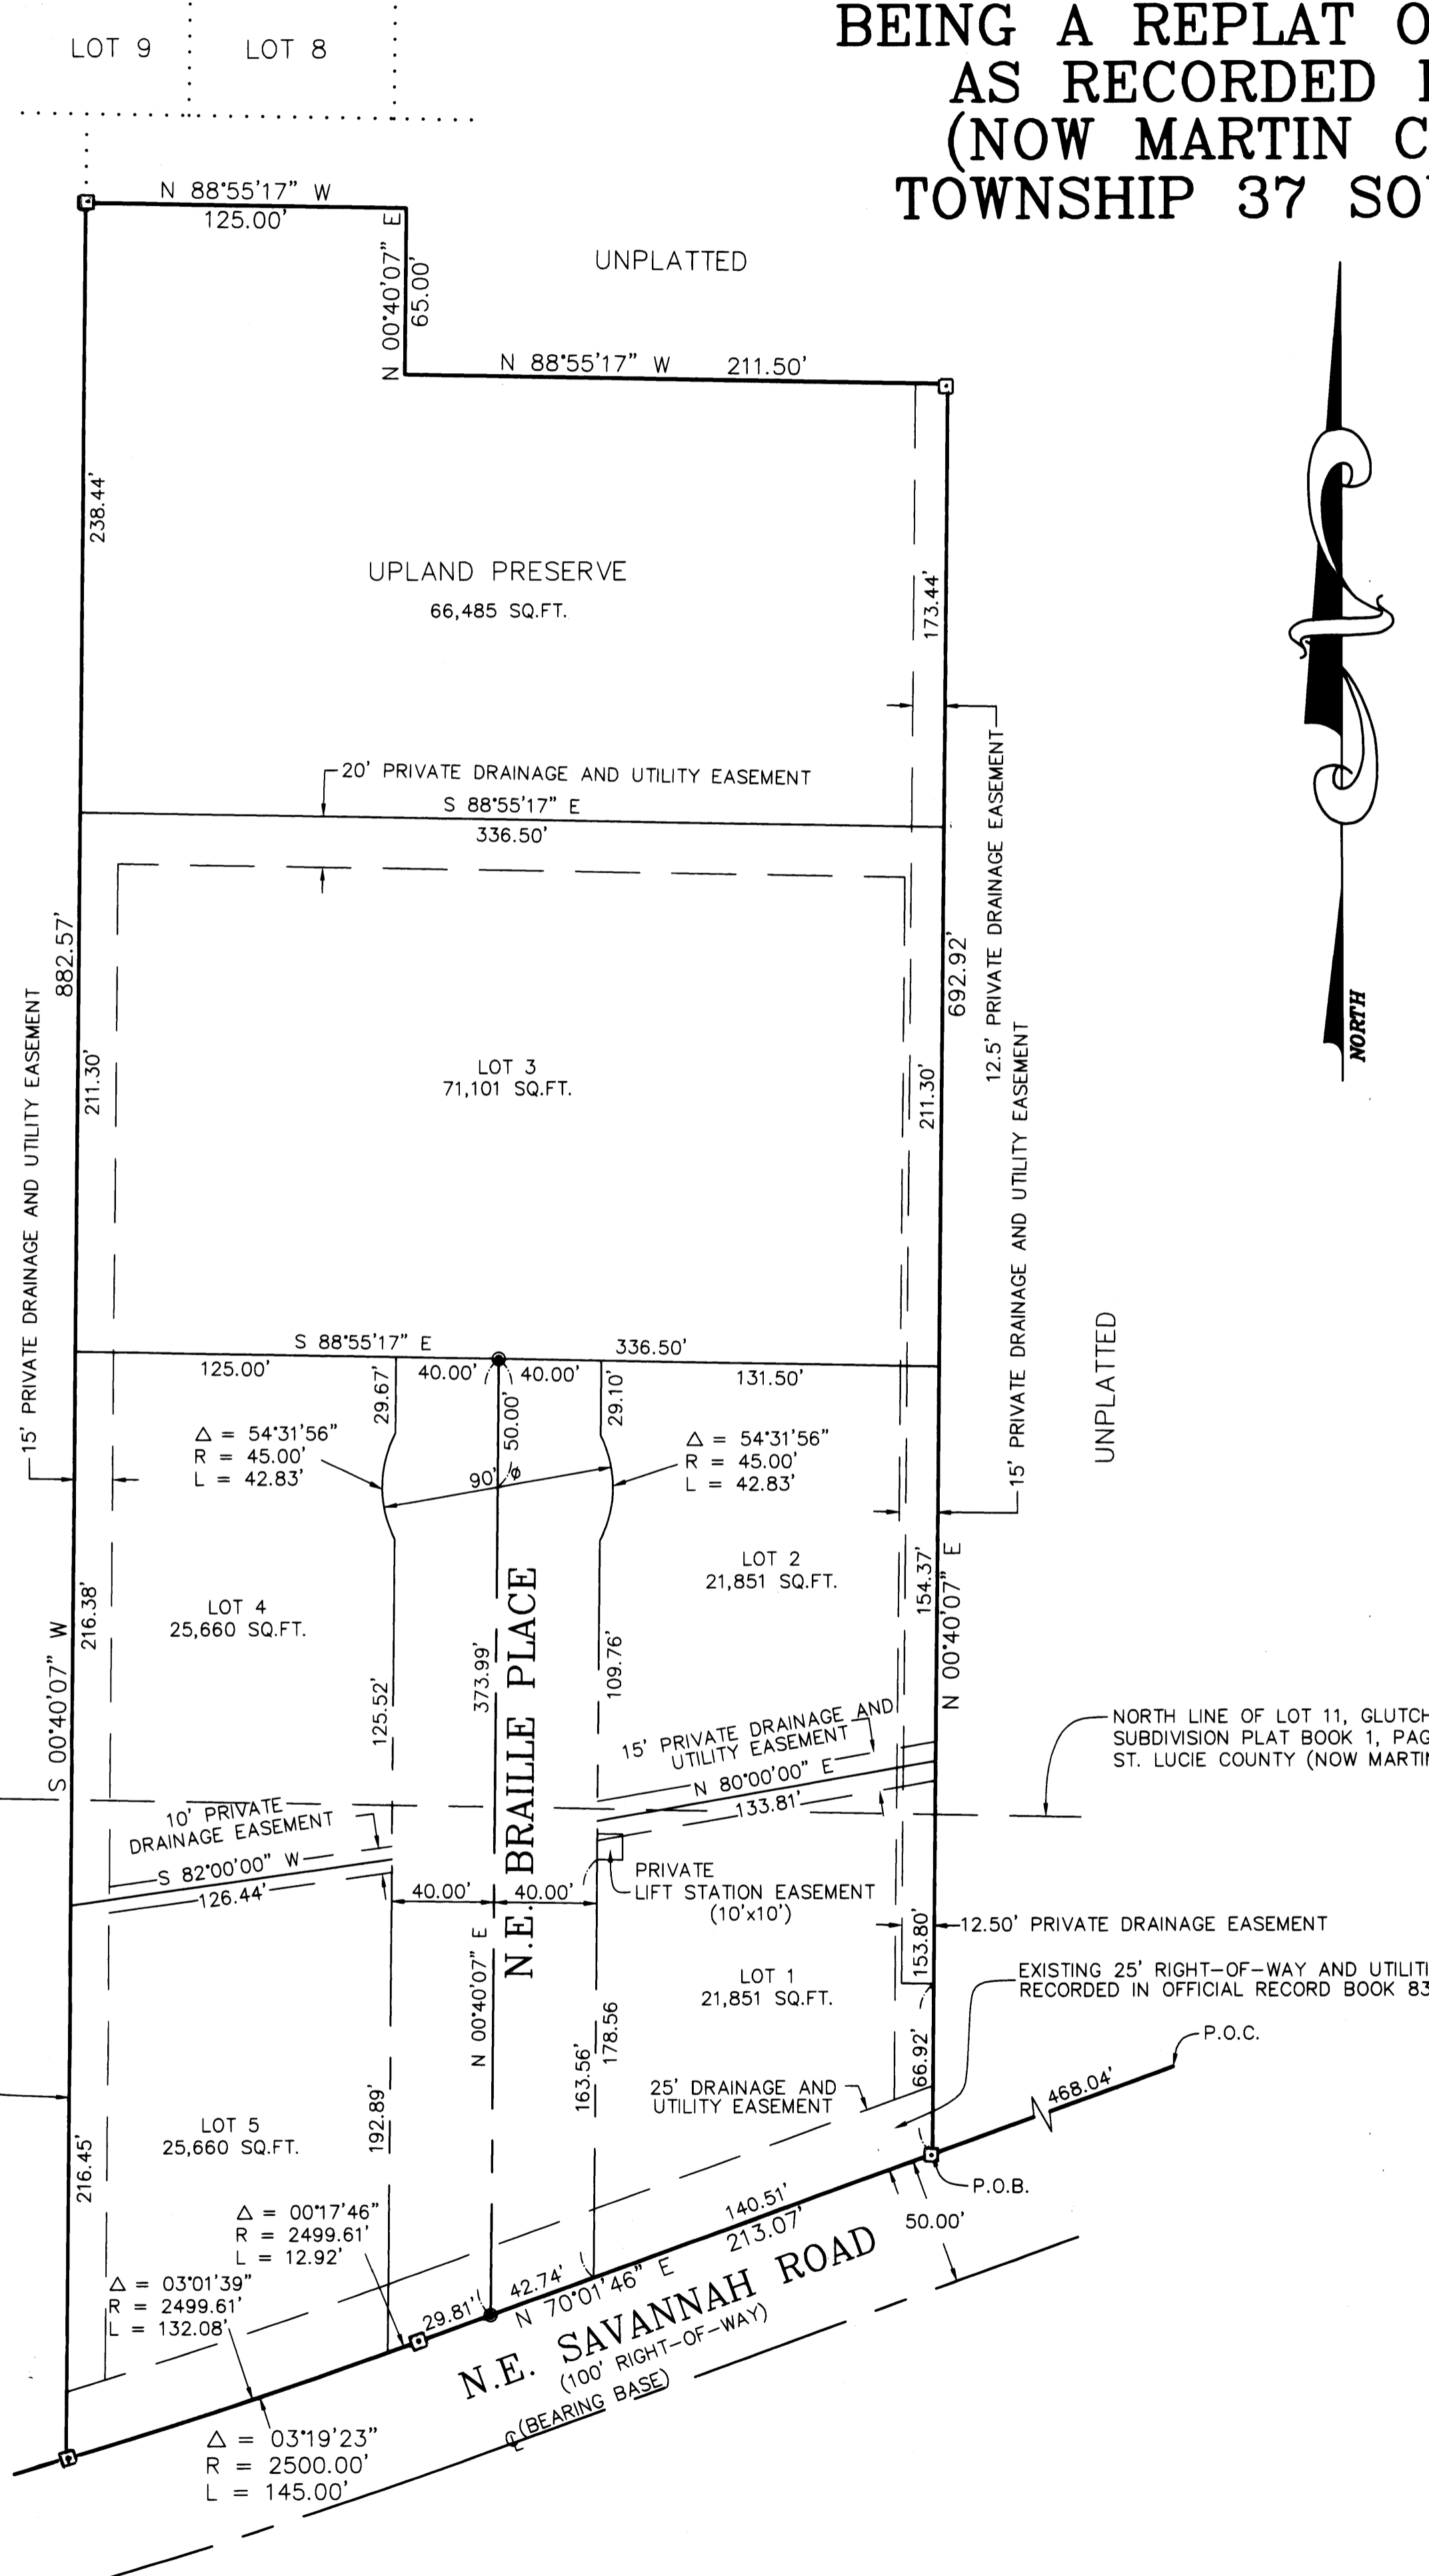 BEING A REPLAT O
AS RECORDED
(NOW MARTIN C
TOWNSHIP 37 SO
LOT 9
LOT 8
N 88°55'17" W
125.00'
N 00°40'07" E
65.00'
UNPLATTED
N 88°55'17" W 211.50'
238.44'
UPLAND PRESERVE
66,485 SQ.FT.
173.44'
20' PRIVATE DRAINAGE AND UTILITY EASEMENT
S 88°55'17" E
336.50'
12.5' PRIVATE DRAINAGE EASEMENT
NORTH
882.57'
692.92'
15' PRIVATE DRAINAGE AND UTILITY EASEMENT
211.30'
LOT 3
71,101 SQ.FT.
211.30'
15' PRIVATE DRAINAGE AND UTILITY EASEMENT
UNPLATTED
S 88°55'17" E
336.50'
125.00'
40.00'
40.00'
131.50'
29.67'
50.00'
29.10'
Δ = 54°31'56"
R = 45.00'
L = 42.83'
90' ϕ
Δ = 54°31'56"
R = 45.00'
L = 42.83'
LOT 2
21,851 SQ.FT.
154.37'
N 00°40'07" E
LOT 4
25,660 SQ.FT.
216.38'
S 00°40'07" W
125.52'
373.99'
N.E. BRAILLE PLACE
109.76'
15' PRIVATE DRAINAGE AND
UTILITY EASEMENT
N 80°00'00" E
133.81'
NORTH LINE OF LOT 11, GLUTCH
SUBDIVISION PLAT BOOK 1, PAG
ST. LUCIE COUNTY (NOW MARTI
10' PRIVATE
DRAINAGE EASEMENT
S 82°00'00" W
126.44'
40.00'
40.00'
PRIVATE
LIFT STATION EASEMENT
(10'x10')
12.50' PRIVATE DRAINAGE EASEMENT
153.80'
LOT 1
21,851 SQ.FT.
EXISTING 25' RIGHT-OF-WAY AND UTILITI
RECORDED IN OFFICIAL RECORD BOOK 83
N 00°40'07" E
178.56
163.56'
66.92'
P.O.C.
468.04'
25' DRAINAGE AND
UTILITY EASEMENT
LOT 5
25,660 SQ.FT.
192.89'
216.45'
P.O.B.
140.51'
213.07'
50.00'
Δ = 00°17'46"
R = 2499.61'
L = 12.92'
29.81'
42.74'
N 70°01'46" E
Δ = 03°01'39"
R = 2499.61'
L = 132.08'
N.E. SAVANNAH ROAD
(100' RIGHT-OF-WAY)
℄ (BEARING BASE)
Δ = 03°19'23"
R = 2500.00'
L = 145.00'